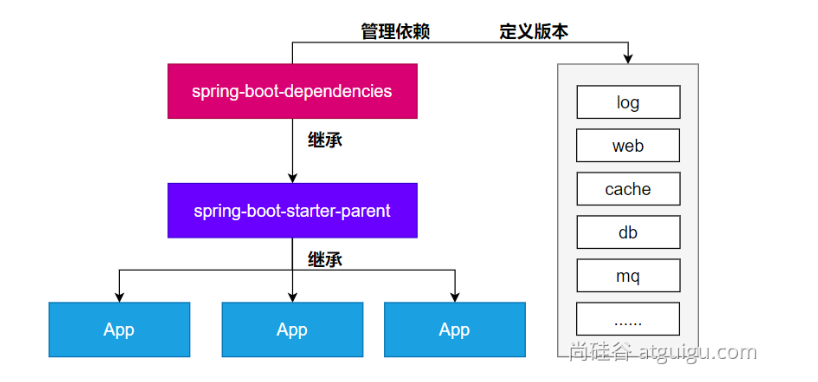 管理依赖
定义版本
spring-boot-dependencies
继承
spring-boot-starter-parent
继承
App
App
App
log
web
cache
db
mq
......
尚硅谷 atguigu.com